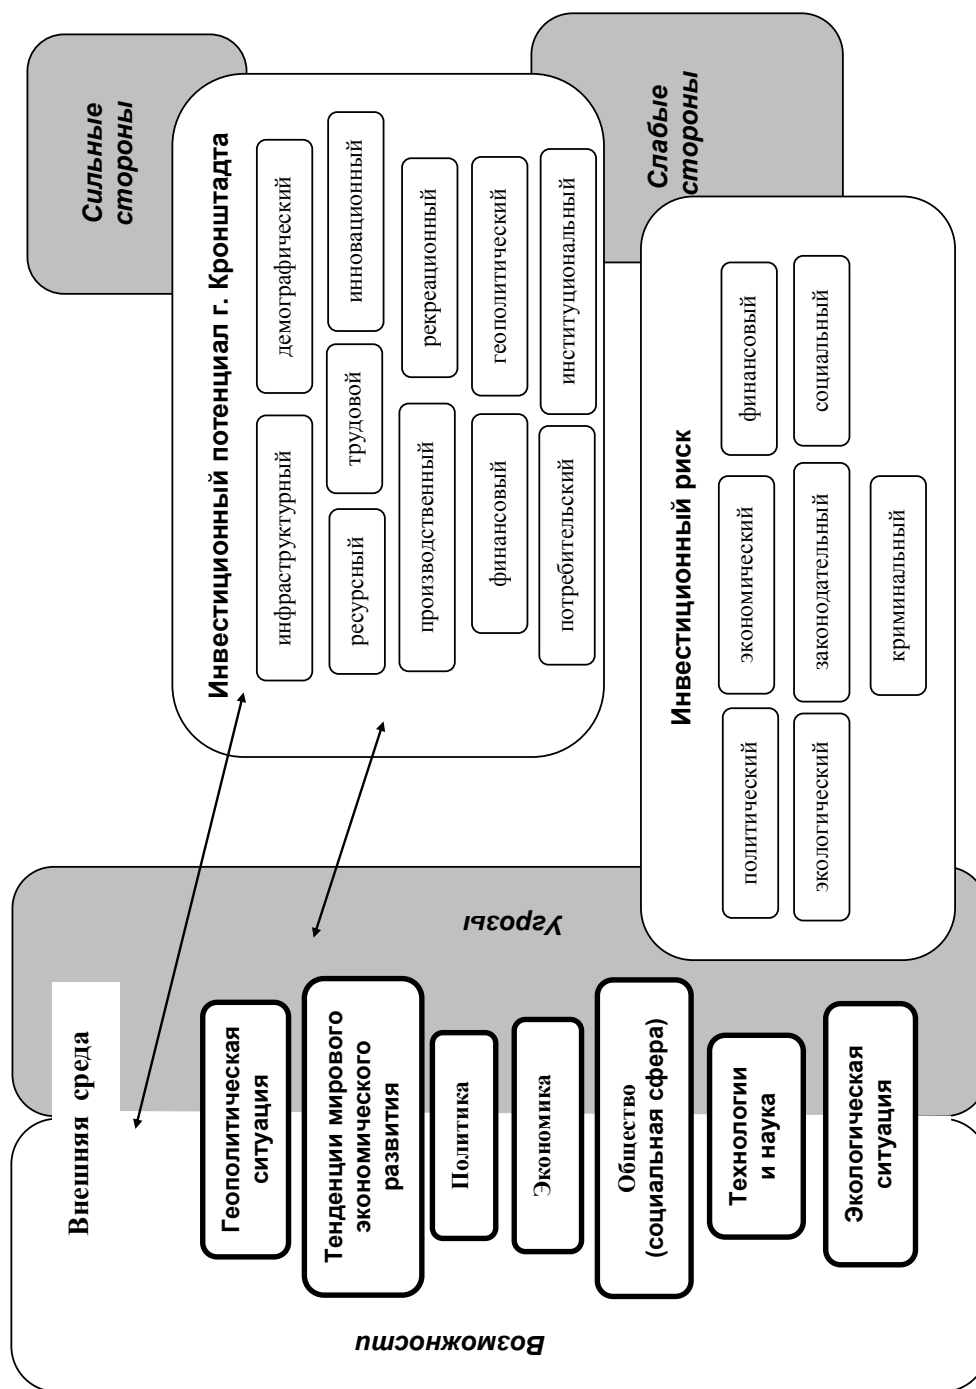 Внешняя среда
Возможности
Угрозы
Геополитическая
ситуация
Тенденции мирового
экономического
развития
Политика
Экономика
Общество
(социальная сфера)
Технологии
и наука
Экологическая
ситуация
Сильные
стороны
Инвестиционный потенциал г. Кронштадта
инфраструктурный
демографический
ресурсный
трудовой
инновационный
производственный
рекреационный
финансовый
геополитический
потребительский
институциональный
Слабые
стороны
Инвестиционный риск
политический
экономический
финансовый
экологический
законодательный
социальный
криминальный